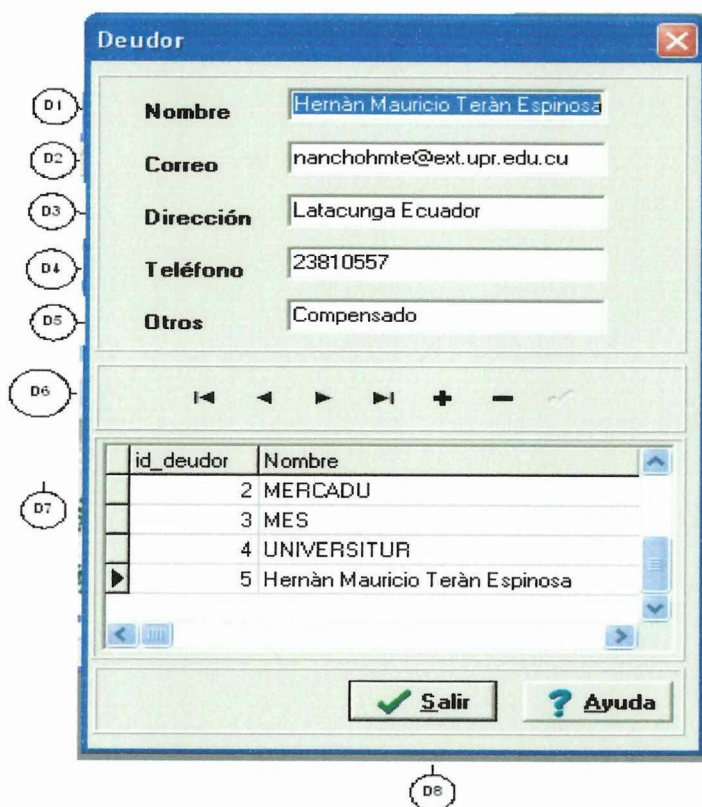 Deudor
D1 Nombre Hernàn Mauricio Teràn Espinosa
D2 Correo nanchohmte@ext.upr.edu.cu
D3 Dirección Latacunga Ecuador
D4 Teléfono 23810557
D5 Otros Compensado
D6
id_deudor Nombre
2 MERCADU
D7 3 MES
4 UNIVERSITUR
5 Hernàn Mauricio Teràn Espinosa
Salir Ayuda
D8